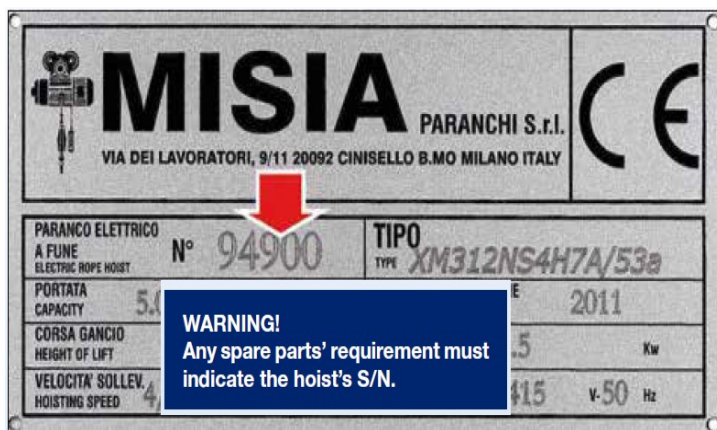 MISIA PARANCHI S.r.l.
VIA DEI LAVORATORI, 9/11 20092 CINISELLO B.MO MILANO ITALY
CE
PARANCO ELETTRICO
A FUNE
ELECTRIC ROPE HOIST
N° 94900
TIPO
TYPE XM312NS4H7A/53a
PORTATA
CAPACITY
2011
CORSA GANCIO
HEIGHT OF LIFT
Kw
VELOCITA' SOLLEV.
HOISTING SPEED
415 V-50 Hz
WARNING!
Any spare parts' requirement must
indicate the hoist's S/N.